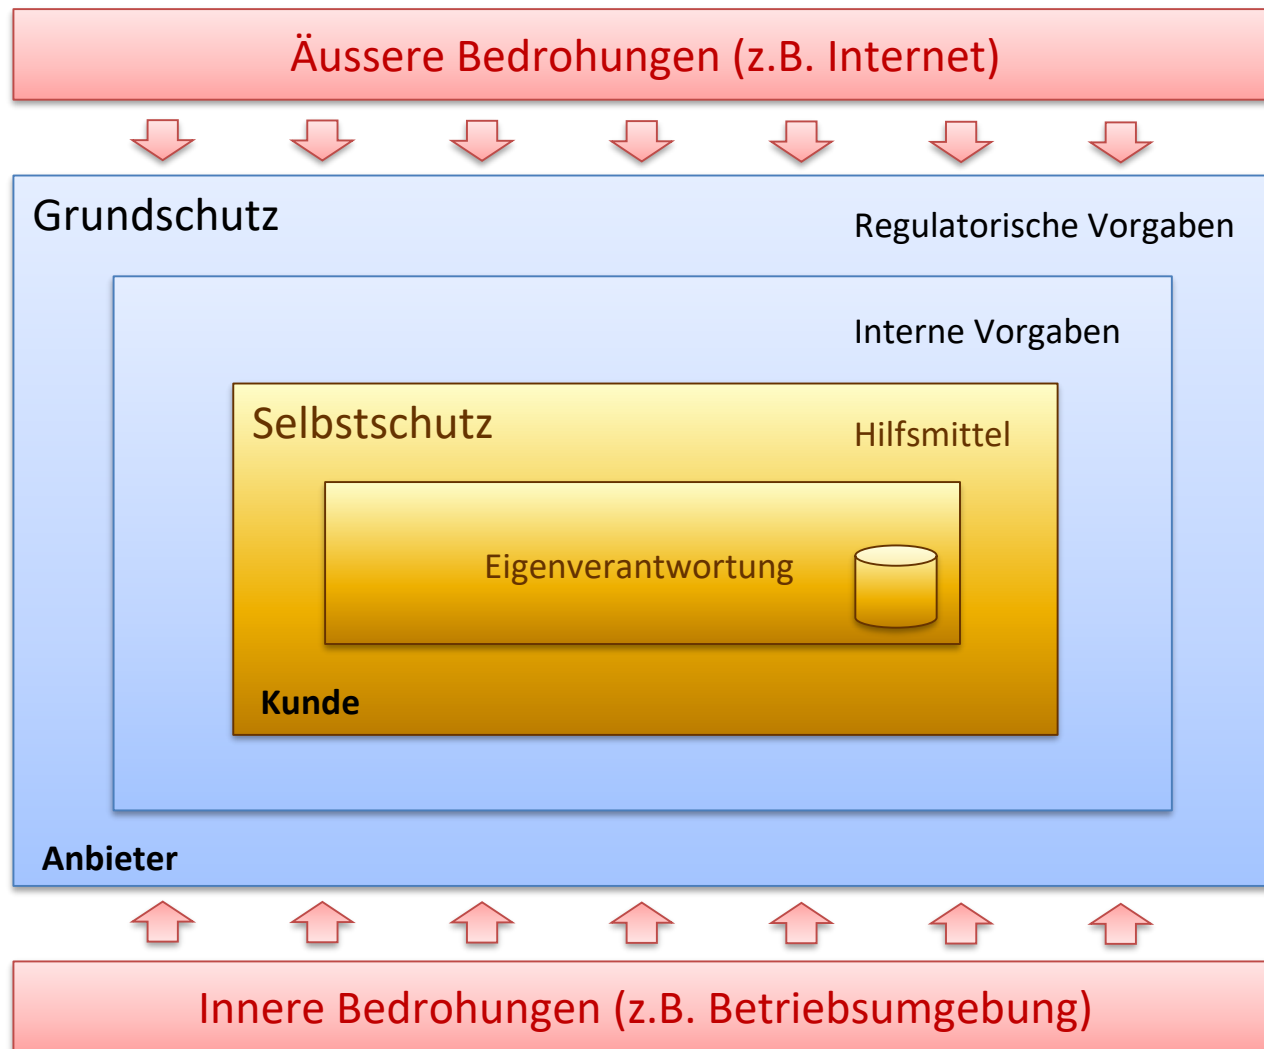 Äussere Bedrohungen (z.B. Internet)
Grundschutz
Regulatorische Vorgaben
Interne Vorgaben
Selbstschutz
Hilfsmittel
Eigenverantwortung
Kunde
Anbieter
Innere Bedrohungen (z.B. Betriebsumgebung)